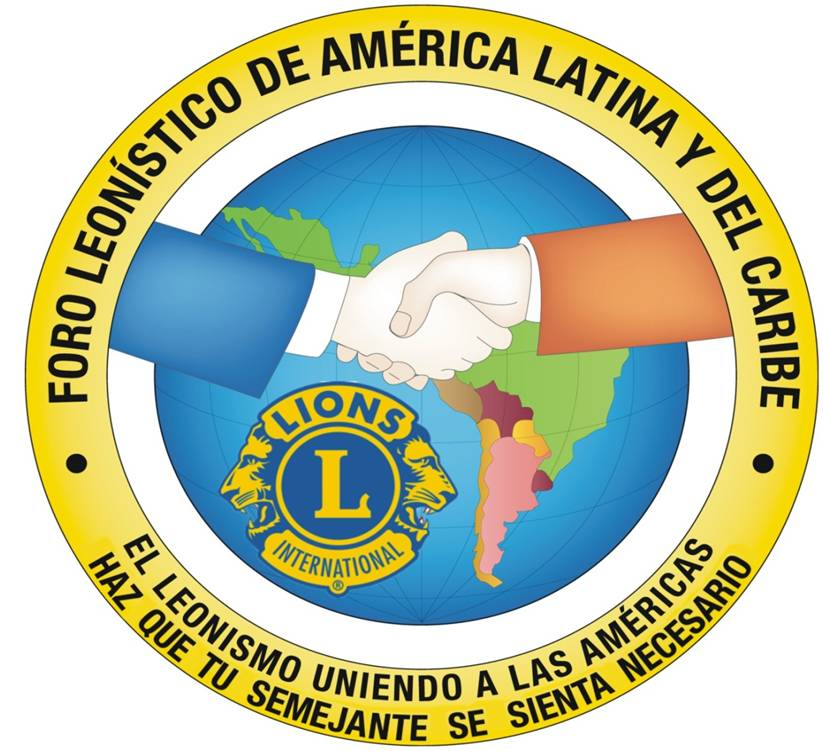 FORO LEONÍSTICO DE AMÉRICA LATINA Y DEL CARIBE
LIONS
L
INTERNATIONAL
®
EL LEONISMO UNIENDO A LAS AMÉRICAS
HAZ QUE TU SEMEJANTE SE SIENTA NECESARIO